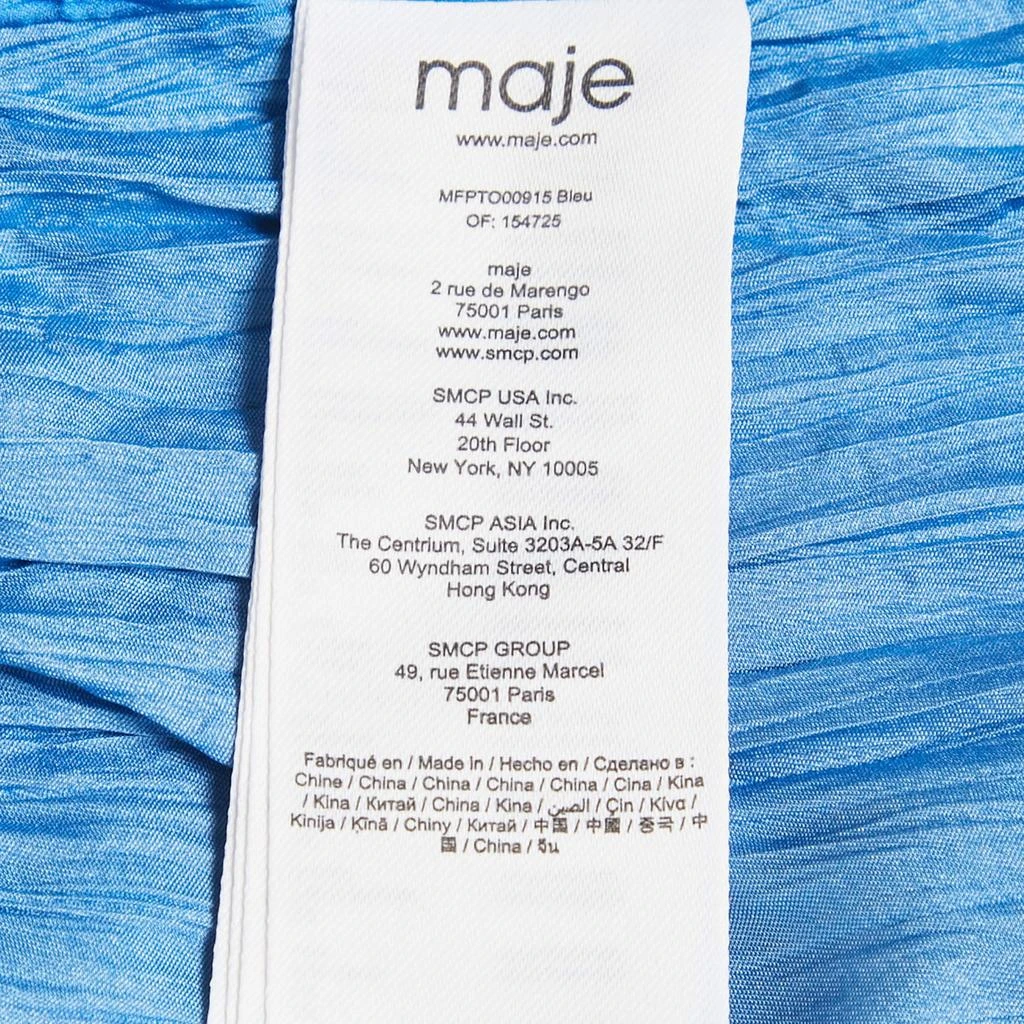 maje
www.maje.com
MFPTO00915 Bleu
OF: 154725
maje
2 rue de Marengo
75001 Paris
www.maje.com
www.smcp.com
SMCP USA Inc.
44 Wall St.
20th Floor
New York, NY 10005
SMCP ASIA Inc.
The Centrium, Suite 3203A-5A 32/F
60 Wyndham Street, Central
Hong Kong
SMCP GROUP
49, rue Etienne Marcel
75001 Paris
France
Fabriqué en / Made in / Hecho en / Сделано в :
Chine / China / China / China / China / Cina / Kina
/ Kina / Китай / China / Kina / الصين / Çin / Κίνα /
Kinija / Ķīnā / Chiny / Китай / 中国 / 中國 / 중국 / 中
国 / China / จีน